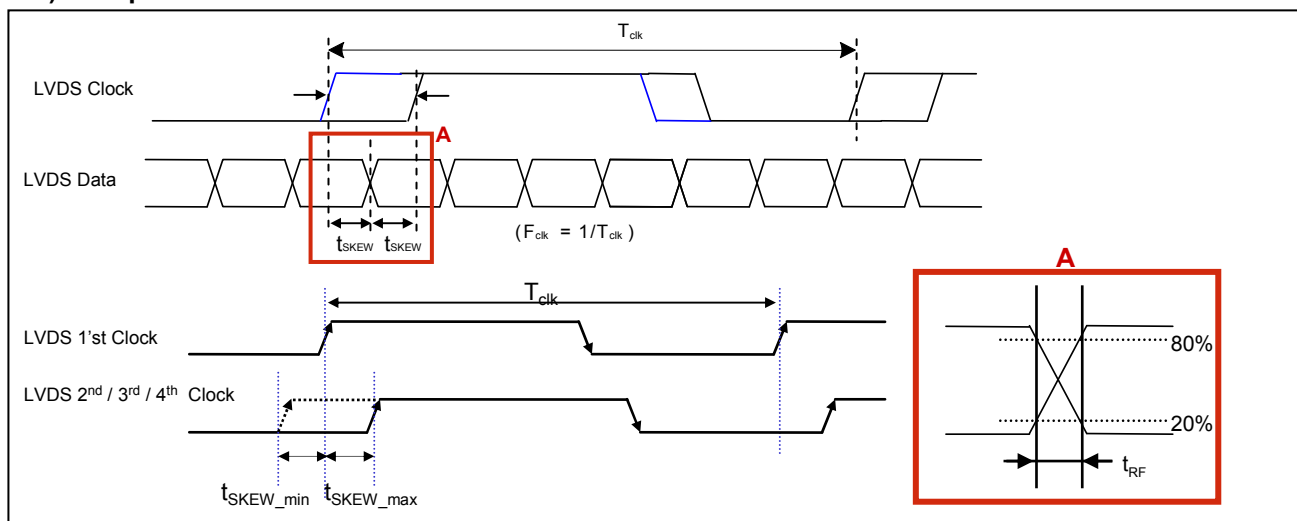 Tclk
LVDS Clock
A
LVDS Data
tSKEW tSKEW
(Fclk = 1/Tclk)
A
Tclk
LVDS 1'st Clock
80%
LVDS 2nd / 3rd / 4th Clock
20%
tRF
tSKEW_min tSKEW_max